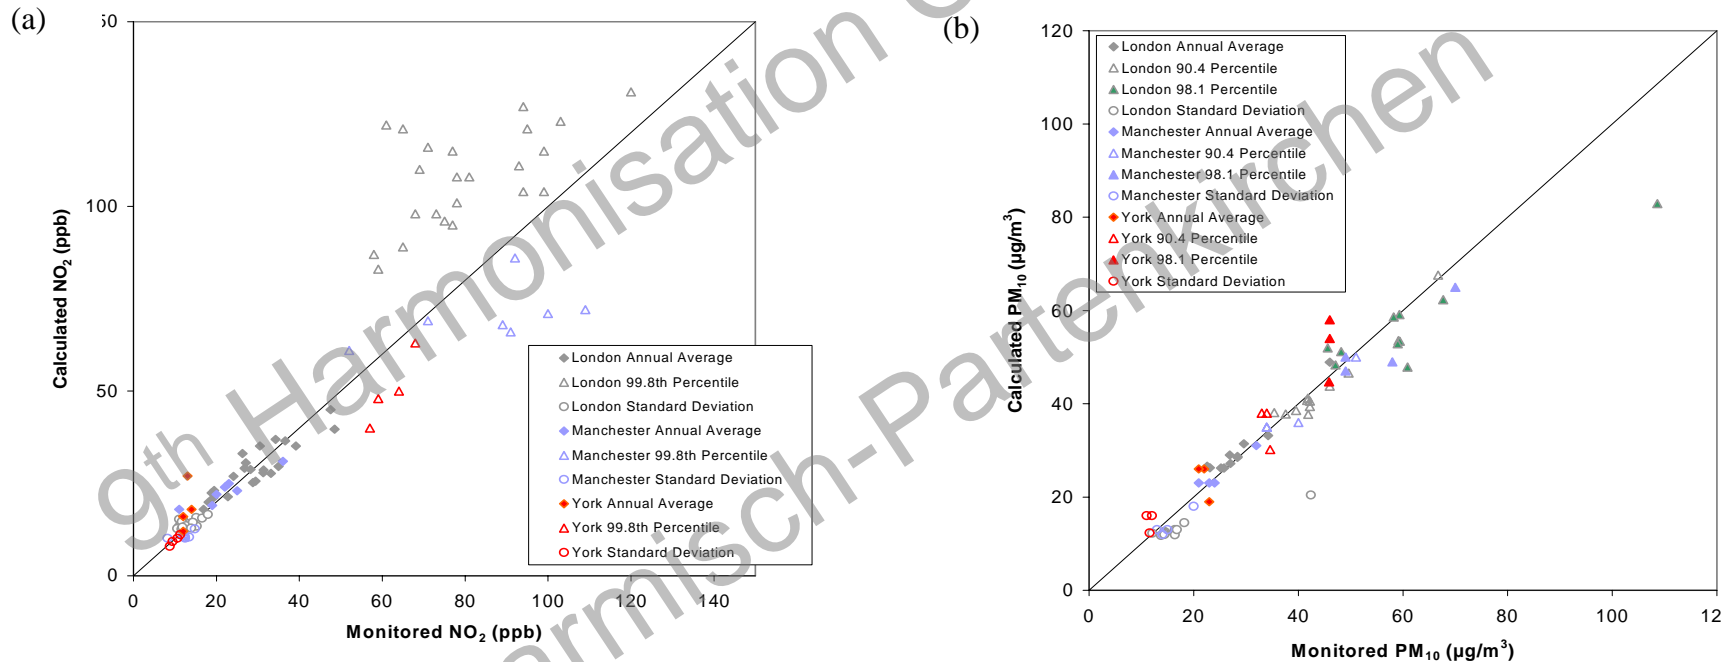 (a)
50
100
50
0
0 20 40 60 80 100 120 140
Calculated NO2 (ppb)
Monitored NO2 (ppb)
London Annual Average
London 99.8th Percentile
London Standard Deviation
Manchester Annual Average
Manchester 99.8th Percentile
Manchester Standard Deviation
York Annual Average
York 99.8th Percentile
York Standard Deviation
(b)
120
100
80
60
40
20
0
0 20 40 60 80 100 12
Calculated PM10 (µg/m3)
Monitored PM10 (µg/m3)
London Annual Average
London 90.4 Percentile
London 98.1 Percentile
London Standard Deviation
Manchester Annual Average
Manchester 90.4 Percentile
Manchester 98.1 Percentile
Manchester Standard Deviation
York Annual Average
York 90.4 Percentile
York 98.1 Percentile
York Standard Deviation
9th Harmonisation
armisch-Partenkirchen